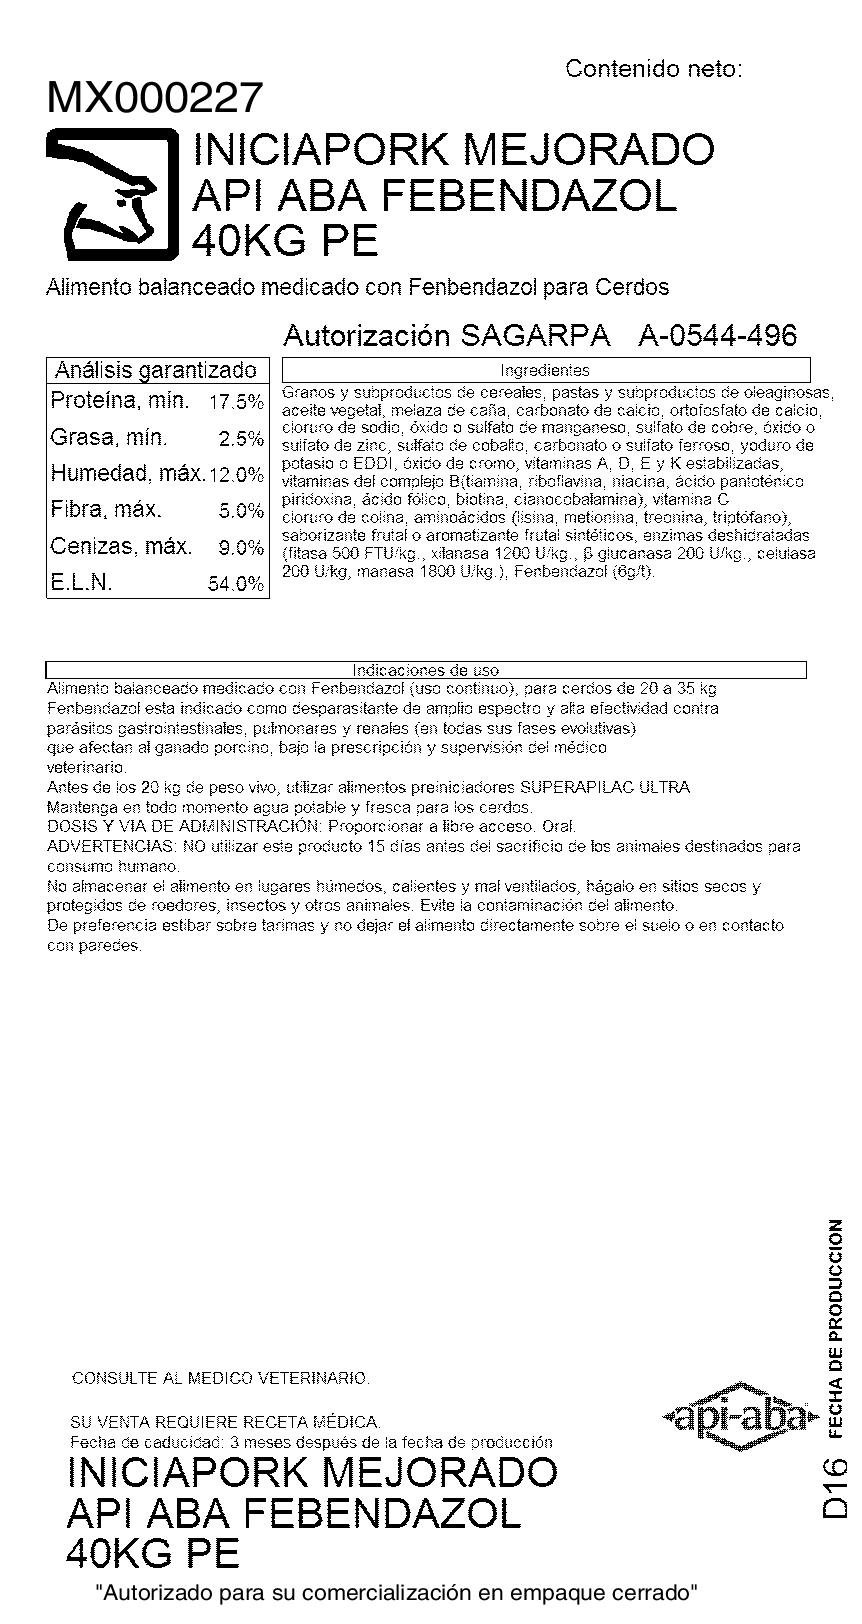 Contenido neto:
MX000227
INICIAPORK MEJORADO
API ABA FEBENDAZOL
40KG PE
Alimento balanceado medicado con Fenbendazol para Cerdos
Autorización SAGARPA A-0544-496
Análisis garantizado
Proteína, mín. 17.5%
Grasa, mín. 2.5%
Humedad, máx. 12.0%
Fibra, máx. 5.0%
Cenizas, máx. 9.0%
E.L.N. 54.0%
Ingredientes
Granos y subproductos de cereales, pastas y subproductos de oleaginosas,
aceite vegetal, melaza de caña, carbonato de calcio, ortofosfato de calcio,
cloruro de sodio, óxido o sulfato de manganeso, sulfato de cobre, óxido o
sulfato de zinc, sulfato de cobalto, carbonato o sulfato ferroso, yoduro de
potasio o EDDI, óxido de cromo, vitaminas A, D, E y K estabilizadas,
vitaminas del complejo B(tiamina, riboflavina, niacina, ácido pantoténico
piridoxina, ácido fólico, biotina, cianocobalamina), vitamina C
cloruro de colina, aminoácidos (lisina, metionina, treonina, triptófano),
saborizante frutal o aromatizante frutal sintéticos, enzimas deshidratadas
(fitasa 500 FTU/kg., xilanasa 1200 U/kg., β glucanasa 200 U/kg., celulasa
200 U/kg, manasa 1800 U/kg.), Fenbendazol (6g/t).
Indicaciones de uso
Alimento balanceado medicado con Fenbendazol (uso continuo), para cerdos de 20 a 35 kg
Fenbendazol esta indicado como desparasitante de amplio espectro y alta efectividad contra
parásitos gastrointestinales, pulmonares y renales (en todas sus fases evolutivas)
que afectan al ganado porcino, bajo la prescripción y supervisión del médico
veterinario.
Antes de los 20 kg de peso vivo, utilizar alimentos preiniciadores SUPERAPILAC ULTRA
Mantenga en todo momento agua potable y fresca para los cerdos.
DOSIS Y VIA DE ADMINISTRACIÓN: Proporcionar a libre acceso. Oral.
ADVERTENCIAS: NO utilizar este producto 15 días antes del sacrificio de los animales destinados para
consumo humano.
No almacenar el alimento en lugares húmedos, calientes y mal ventilados, hágalo en sitios secos y
protegidos de roedores, insectos y otros animales. Evite la contaminación del alimento.
De preferencia estibar sobre tarimas y no dejar el alimento directamente sobre el suelo o en contacto
con paredes.
FECHA DE PRODUCCION
D16
CONSULTE AL MEDICO VETERINARIO.
api-aba
SU VENTA REQUIERE RECETA MÉDICA.
Fecha de caducidad: 3 meses después de la fecha de producción
INICIAPORK MEJORADO
API ABA FEBENDAZOL
40KG PE
"Autorizado para su comercialización en empaque cerrado"